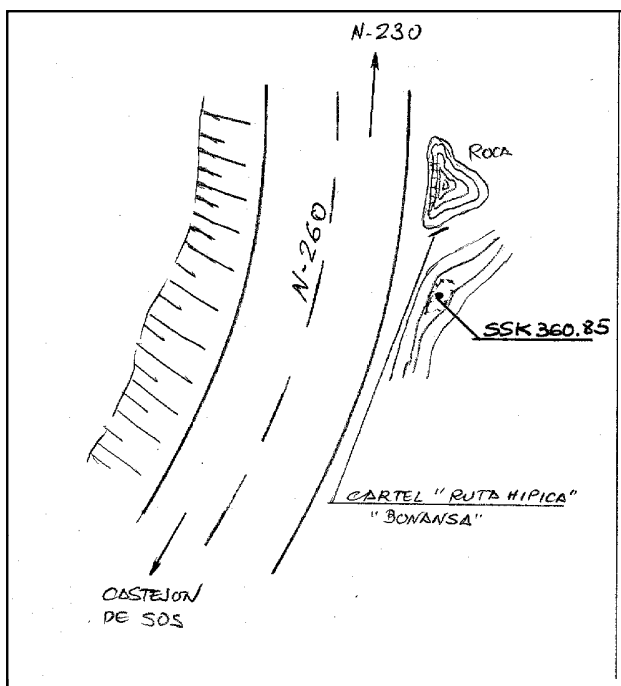 N-230
ROCA
N-260
SSK 360.85
CARTEL "RUTA HIPICA"
"BONANSA"
CASTEJON
DE SOS